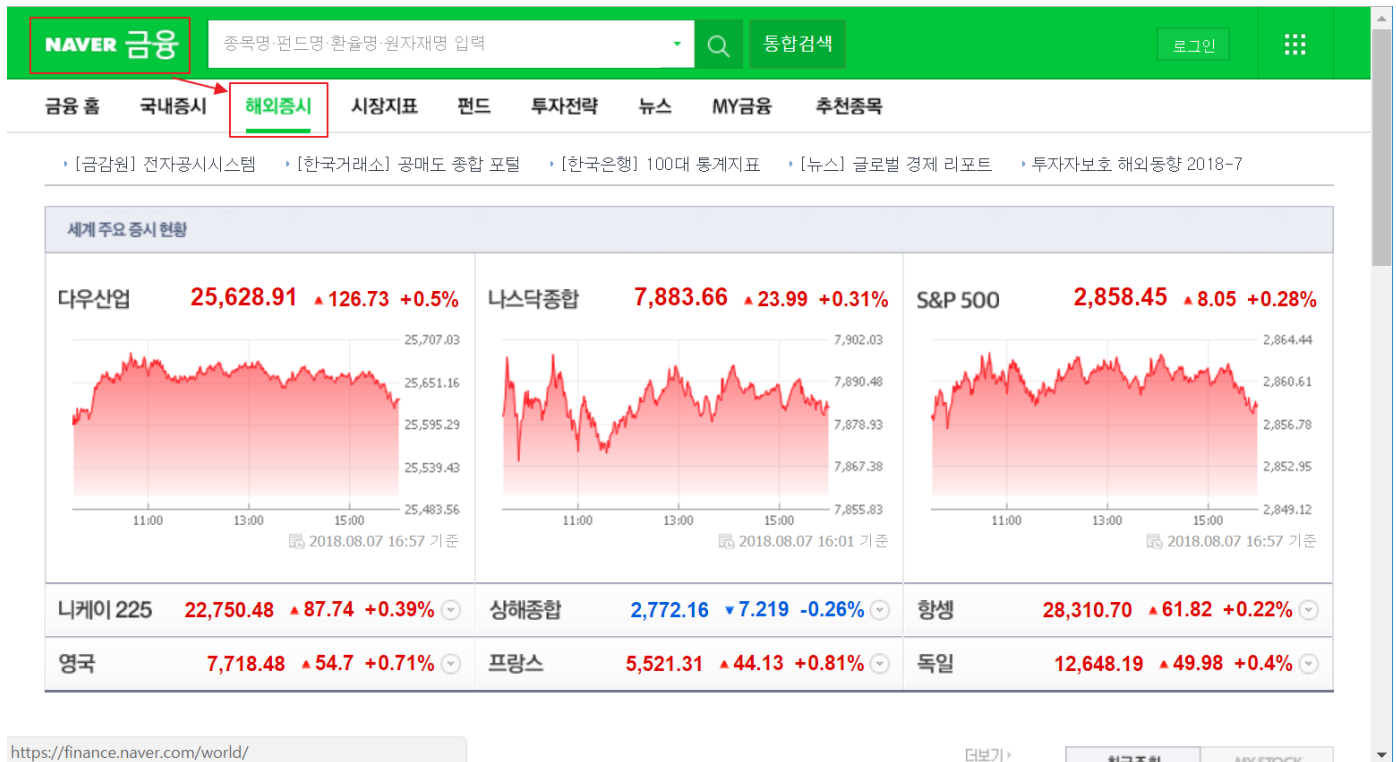 NAVER 금융 종목명·펀드명·환율명·원자재명 입력 통합검색 로그인
금융 홈 국내증시 해외증시 시장지표 펀드 투자전략 뉴스 MY금융 추천종목
[금감원] 전자공시시스템 [한국거래소] 공매도 종합 포털 [한국은행] 100대 통계지표 [뉴스] 글로벌 경제 리포트 투자자보호 해외동향 2018-7
세계 주요 증시 현황
다우산업 25,628.91 ▲126.73 +0.5%
25,707.03
25,651.16
25,595.29
25,539.43
25,483.56
11:00 13:00 15:00
2018.08.07 16:57 기준
나스닥종합 7,883.66 ▲23.99 +0.31%
7,902.03
7,890.48
7,878.93
7,867.38
7,855.83
11:00 13:00 15:00
2018.08.07 16:01 기준
S&P 500 2,858.45 ▲8.05 +0.28%
2,864.44
2,860.61
2,856.78
2,852.95
2,849.12
11:00 13:00 15:00
2018.08.07 16:57 기준
니케이 225 22,750.48 ▲87.74 +0.39% 상해종합 2,772.16 ▼7.219 -0.26% 항셍 28,310.70 ▲61.82 +0.22%
영국 7,718.48 ▲54.7 +0.71% 프랑스 5,521.31 ▲44.13 +0.81% 독일 12,648.19 ▲49.98 +0.4%
https://finance.naver.com/world/ 더보기 최근조회 MY STOCK